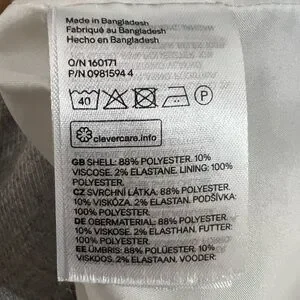 Made in Bangladesh
Fabriqué au Bangladesh
Hecho en Bangladesh
O/N 160171
P/N 0981594 4
40
P
clevercare.info
GB SHELL: 88% POLYESTER. 10%
VISCOSE. 2% ELASTANE. LINING: 100%
POLYESTER.
CZ SVRCHNÍ LÁTKA: 88% POLYESTER.
10% VISKÓZA. 2% ELASTAN. PODŠÍVKA:
100% POLYESTER.
DE OBERMATERIAL: 88% POLYESTER.
10% VISKOSE. 2% ELASTHAN. FUTTER:
100% POLYESTER.
EE ÜMBRIS: 88% POLÜESTER. 10%
VISKOOS. 2% ELASTAAN. VOODER: